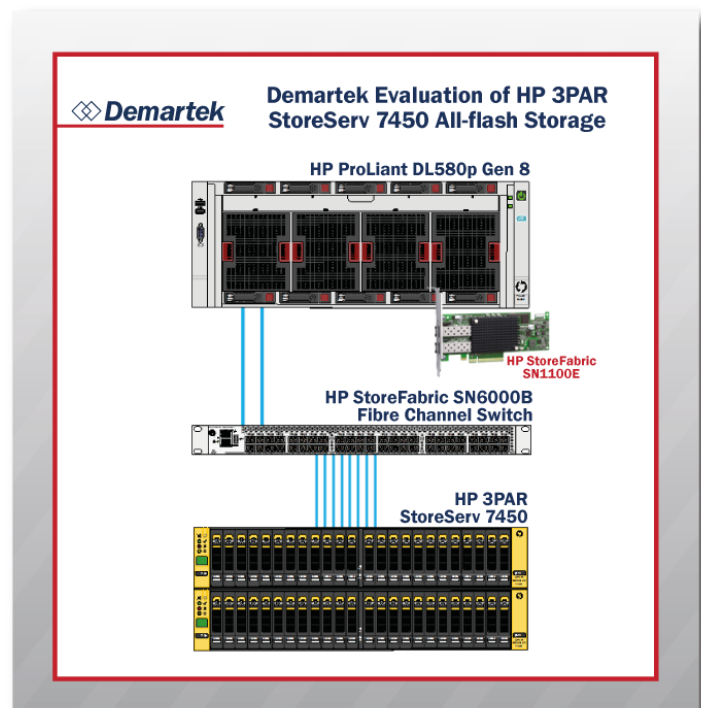 Demartek
Demartek Evaluation of HP 3PAR
StoreServ 7450 All-flash Storage
HP ProLiant DL580p Gen 8
HP StoreFabric
SN1100E
HP StoreFabric SN6000B
Fibre Channel Switch
HP 3PAR
StoreServ 7450